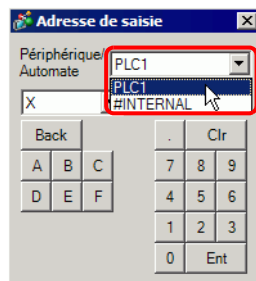 Adresse de saisie
Périphérique/
Automate
PLC1
PLC1
#INTERNAL
X
Back
. Clr
A B C 7 8 9
D E F 4 5 6
1 2 3
0 Ent